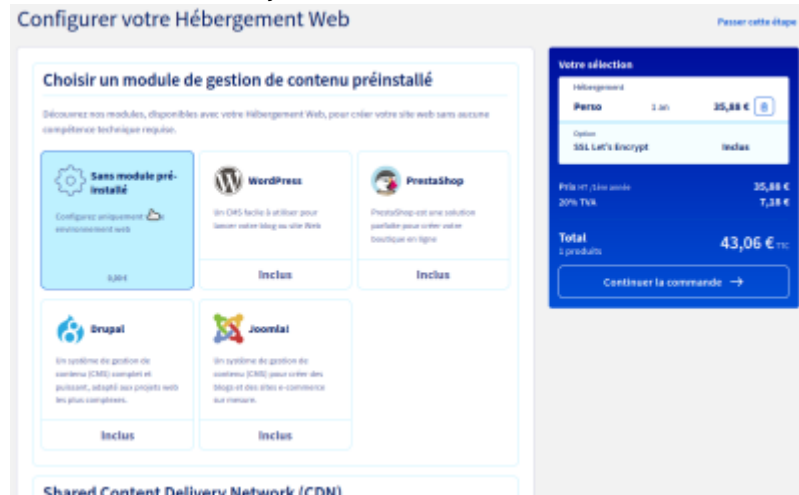 Configurer votre Hébergement Web
Passer cette étape
Choisir un module de gestion de contenu préinstallé
Découvrez nos modules, disponibles avec votre Hébergement Web, pour créer votre site web sans aucune
compétence technique requise.
Sans module pré-
installé
Configurez uniquement
environnement web
0,00 €
WordPress
Un CMS facile à utiliser pour
lancer votre blog ou site Web
Inclus
PrestaShop
PrestaShop est une solution
parfaite pour créer votre
boutique en ligne
Inclus
Drupal
Un système de gestion de
contenu (CMS) complet et
puissant, adapté aux projets web
les plus complexes.
Inclus
Joomla!
Un système de gestion de
contenu (CMS) pour créer des
blogs et des sites e-commerce
sur mesure.
Inclus
Shared Content Delivery Network (CDN)
Votre sélection
Hébergement
Perso 1 an 35,88 €
Option
SSL Let's Encrypt Inclus
Prix HT /1ère année 35,88 €
20% TVA 7,18 €
Total
1 produits
43,06 € TTC
Continuer la commande →